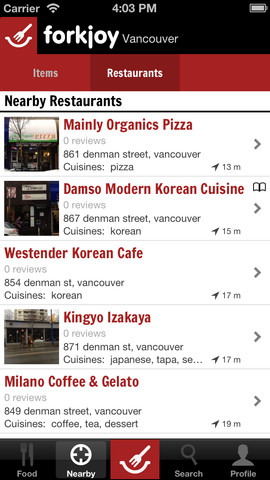 Carrier 4:03 PM
forkjoy Vancouver
Items Restaurants
Nearby Restaurants
Mainly Organics Pizza
0 reviews
861 denman street, vancouver
Cuisines: pizza 13 m
Damso Modern Korean Cuisine
0 reviews
867 denman street, vancouver
Cuisines: korean 15 m
Westender Korean Cafe
0 reviews
854 denman st, vancouver
Cuisines: korean 17 m
Kingyo Izakaya
0 reviews
871 denman st, vancouver
Cuisines: japanese, tapa, se... 17 m
Milano Coffee & Gelato
0 reviews
849 denman street, vancouver
Cuisines: coffee, tea, dessert 19 m
Food Nearby Search Profile